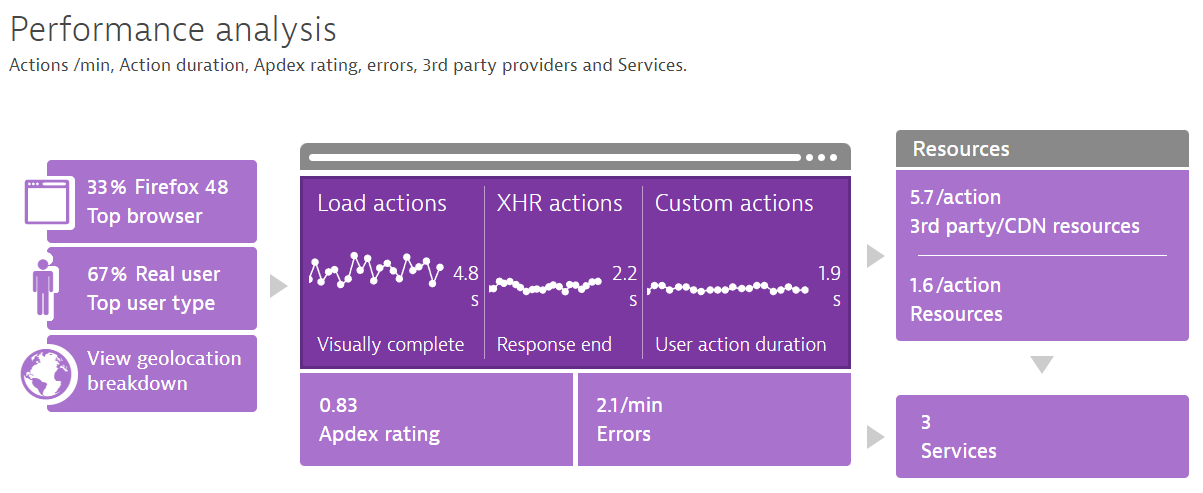 Performance analysis
Actions /min, Action duration, Apdex rating, errors, 3rd party providers and Services.
33% Firefox 48
Top browser
67% Real user
Top user type
View geolocation
breakdown
Load actions
4.8
s
Visually complete
XHR actions
2.2
s
Response end
Custom actions
1.9
s
User action duration
0.83
Apdex rating
2.1/min
Errors
Resources
5.7/action
3rd party/CDN resources
1.6/action
Resources
3
Services